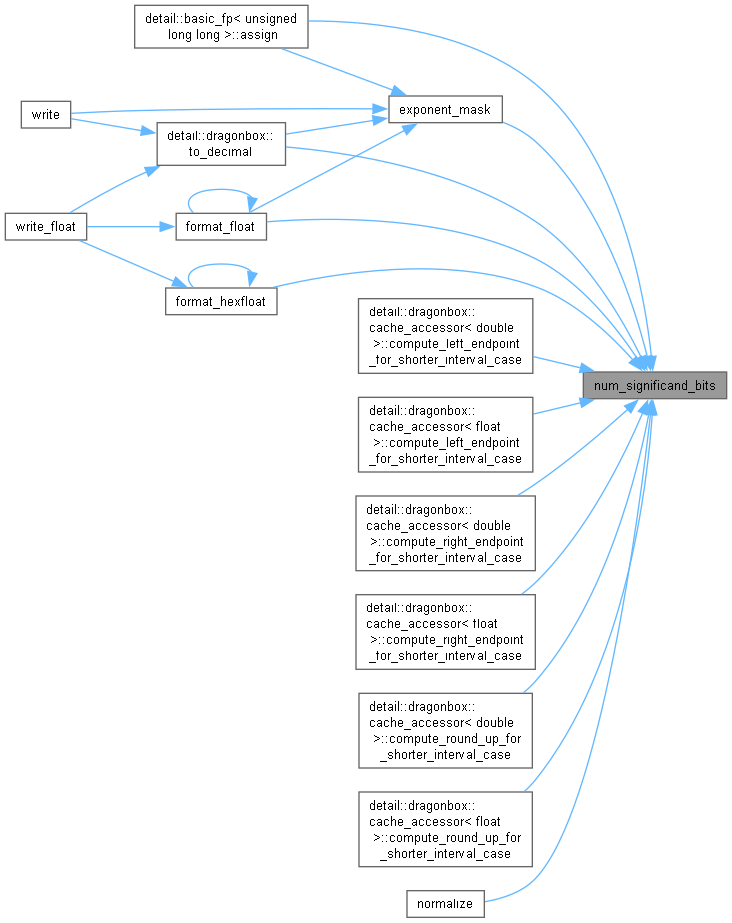 detail::basic_fp< unsigned
long long >::assign
exponent_mask
write
detail::dragonbox::
to_decimal
write_float
format_float
format_hexfloat
detail::dragonbox::
cache_accessor< double
>::compute_left_endpoint
_for_shorter_interval_case
num_significand_bits
detail::dragonbox::
cache_accessor< float
>::compute_left_endpoint
_for_shorter_interval_case
detail::dragonbox::
cache_accessor< double
>::compute_right_endpoint
_for_shorter_interval_case
detail::dragonbox::
cache_accessor< float
>::compute_right_endpoint
_for_shorter_interval_case
detail::dragonbox::
cache_accessor< double
>::compute_round_up_for
_shorter_interval_case
detail::dragonbox::
cache_accessor< float
>::compute_round_up_for
_shorter_interval_case
normalize